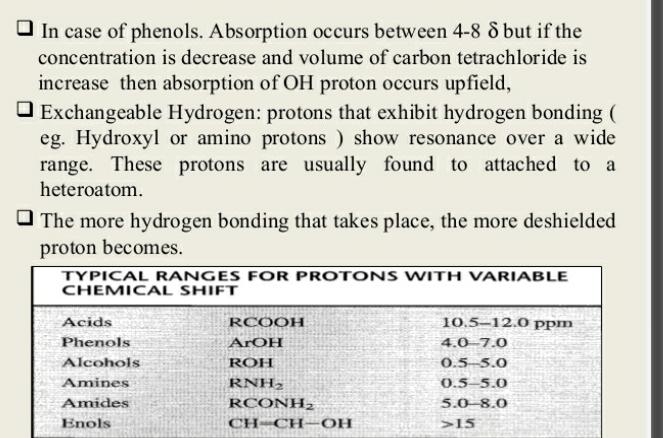 ❑ In case of phenols. Absorption occurs between 4-8 δ but if the
concentration is decrease and volume of carbon tetrachloride is
increase then absorption of OH proton occurs upfield,
❑ Exchangeable Hydrogen: protons that exhibit hydrogen bonding (
eg. Hydroxyl or amino protons ) show resonance over a wide
range. These protons are usually found to attached to a
heteroatom.
❑ The more hydrogen bonding that takes place, the more deshielded
proton becomes.
TYPICAL RANGES FOR PROTONS WITH VARIABLE
CHEMICAL SHIFT
Acids RCOOH 10.5–12.0 ppm
Phenols ArOH 4.0–7.0
Alcohols ROH 0.5–5.0
Amines RNH₂ 0.5–5.0
Amides RCONH₂ 5.0–8.0
Enols CH=CH—OH >15